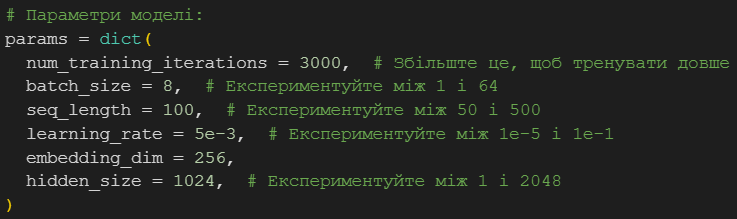 # Параметри моделі:
params = dict(
  num_training_iterations = 3000,  # Збільште це, щоб тренувати довше
  batch_size = 8,  # Експериментуйте між 1 і 64
  seq_length = 100,  # Експериментуйте між 50 і 500
  learning_rate = 5e-3,  # Експериментуйте між 1e-5 і 1e-1
  embedding_dim = 256,
  hidden_size = 1024,  # Експериментуйте між 1 і 2048
)